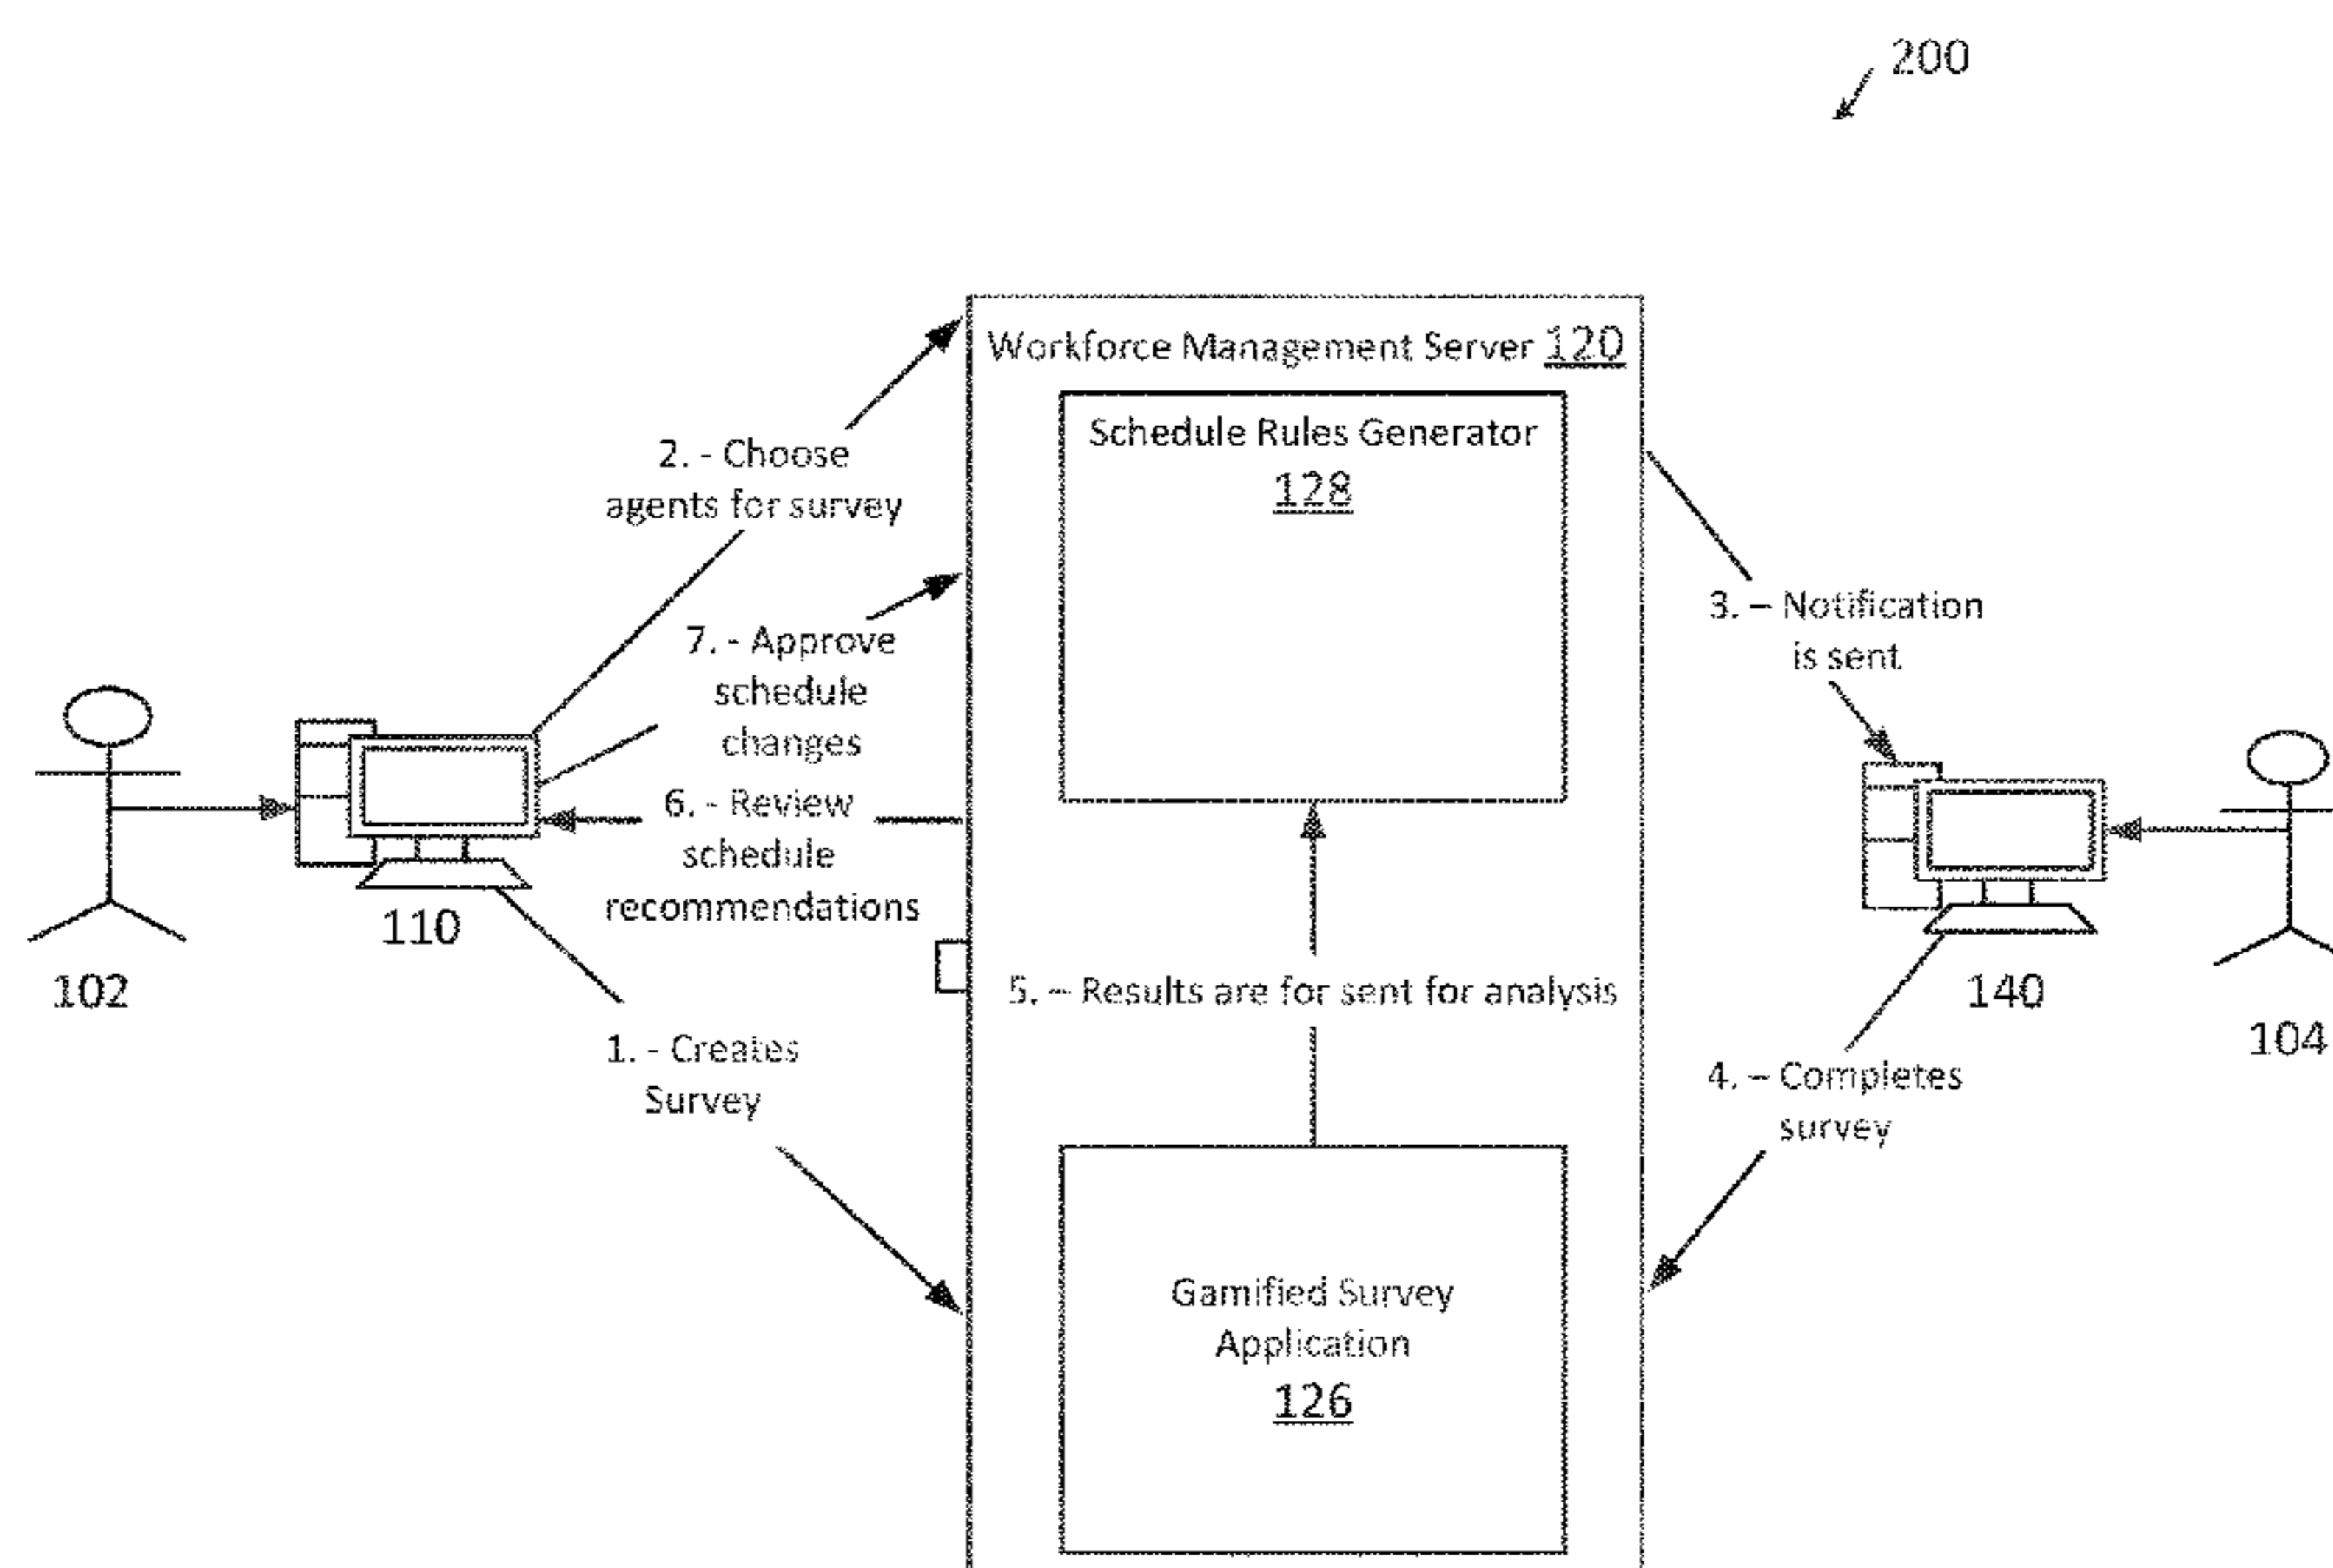 200
Workforce Management Server 120
Schedule Rules Generator
128
2. - Choose
agents for survey
7. - Approve
schedule
changes
6. - Review
schedule
recommendations
3. – Notification
is sent
110
102
140
104
5. – Results are for sent for analysis
1. - Creates
Survey
4. – Completes
survey
Gamified Survey
Application
126